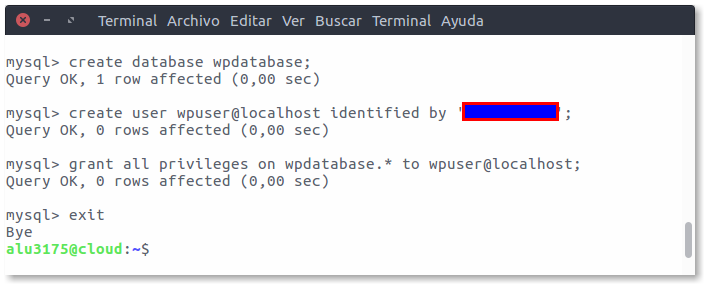 Terminal Archivo Editar Ver Buscar Terminal Ayuda
mysql> create database wpdatabase;
Query OK, 1 row affected (0,00 sec)
mysql> create user wpuser@localhost identified by '';
Query OK, 0 rows affected (0,00 sec)
mysql> grant all privileges on wpdatabase.* to wpuser@localhost;
Query OK, 0 rows affected (0,00 sec)
mysql> exit
Bye
alu3175@cloud:~$